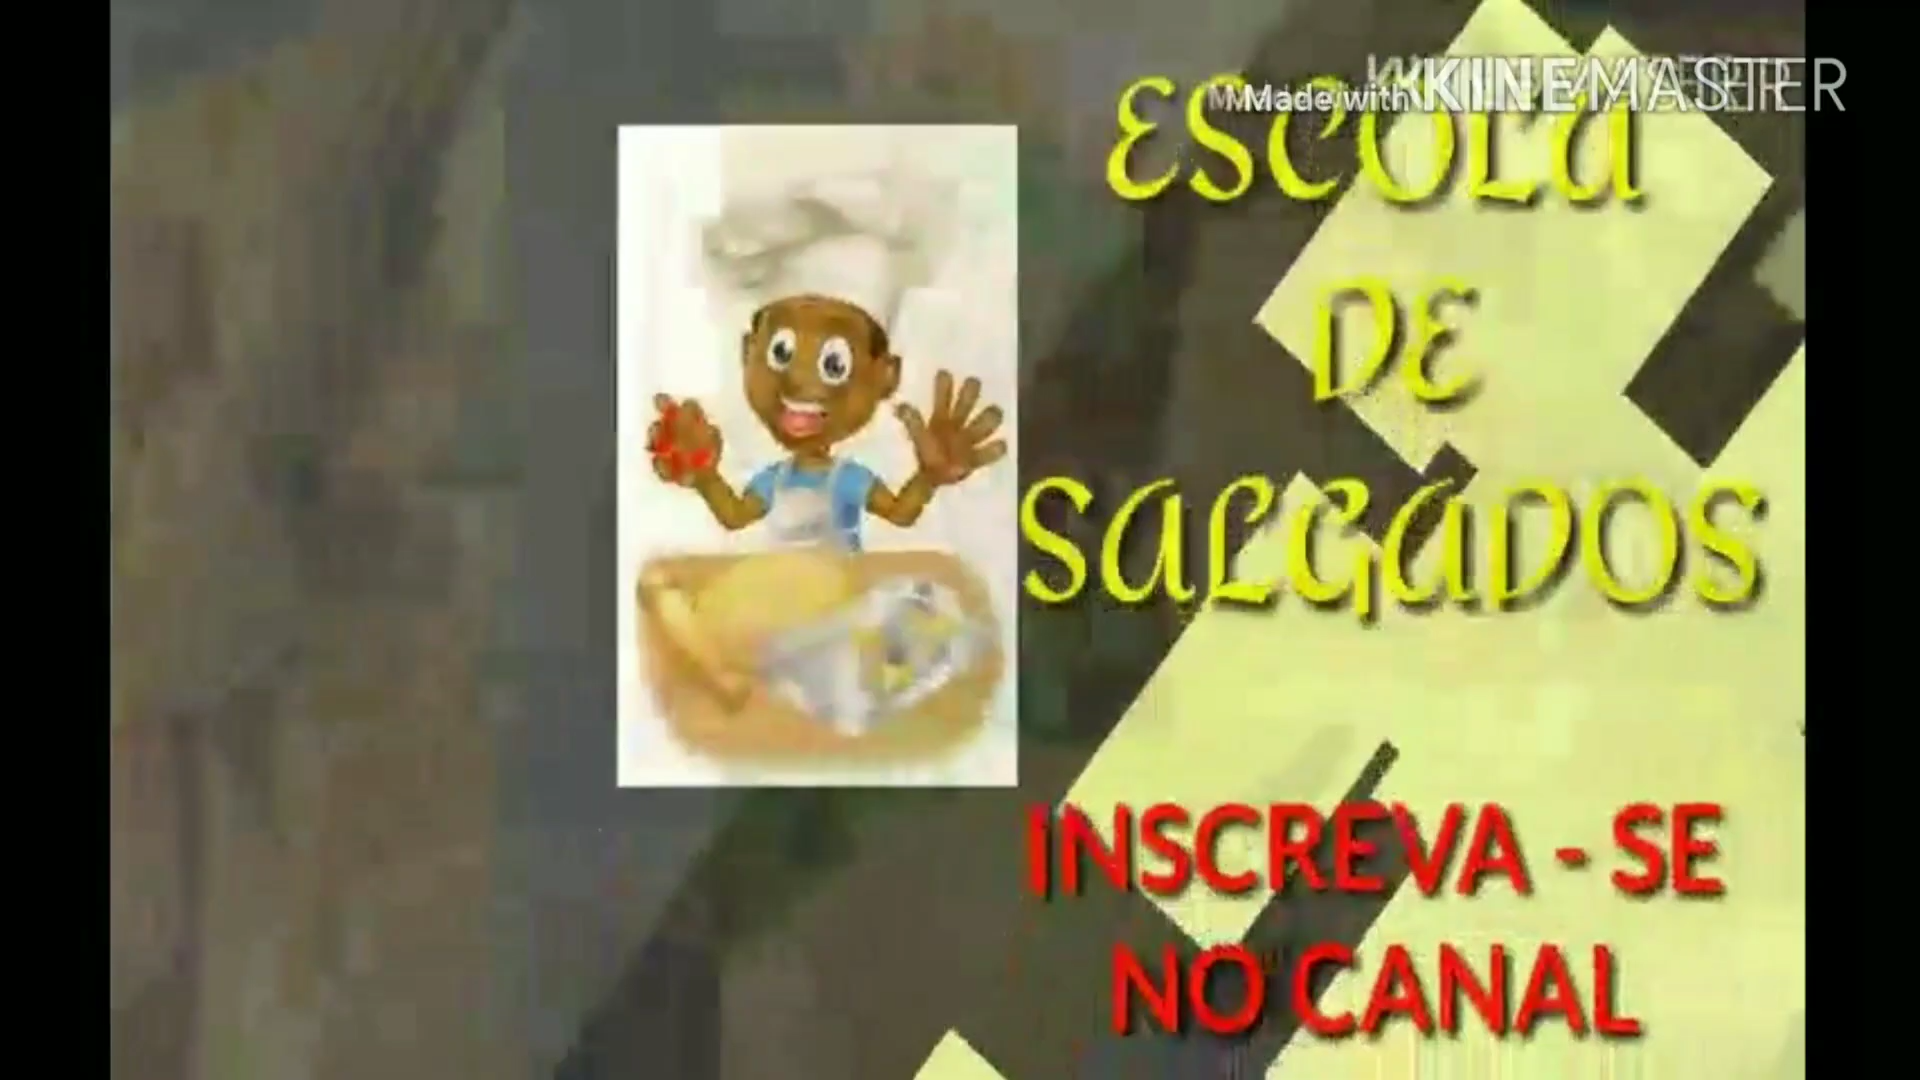 Made with KINEMASTER
ESCOLA
DE
SALGADOS
INSCREVA - SE
NO CANAL